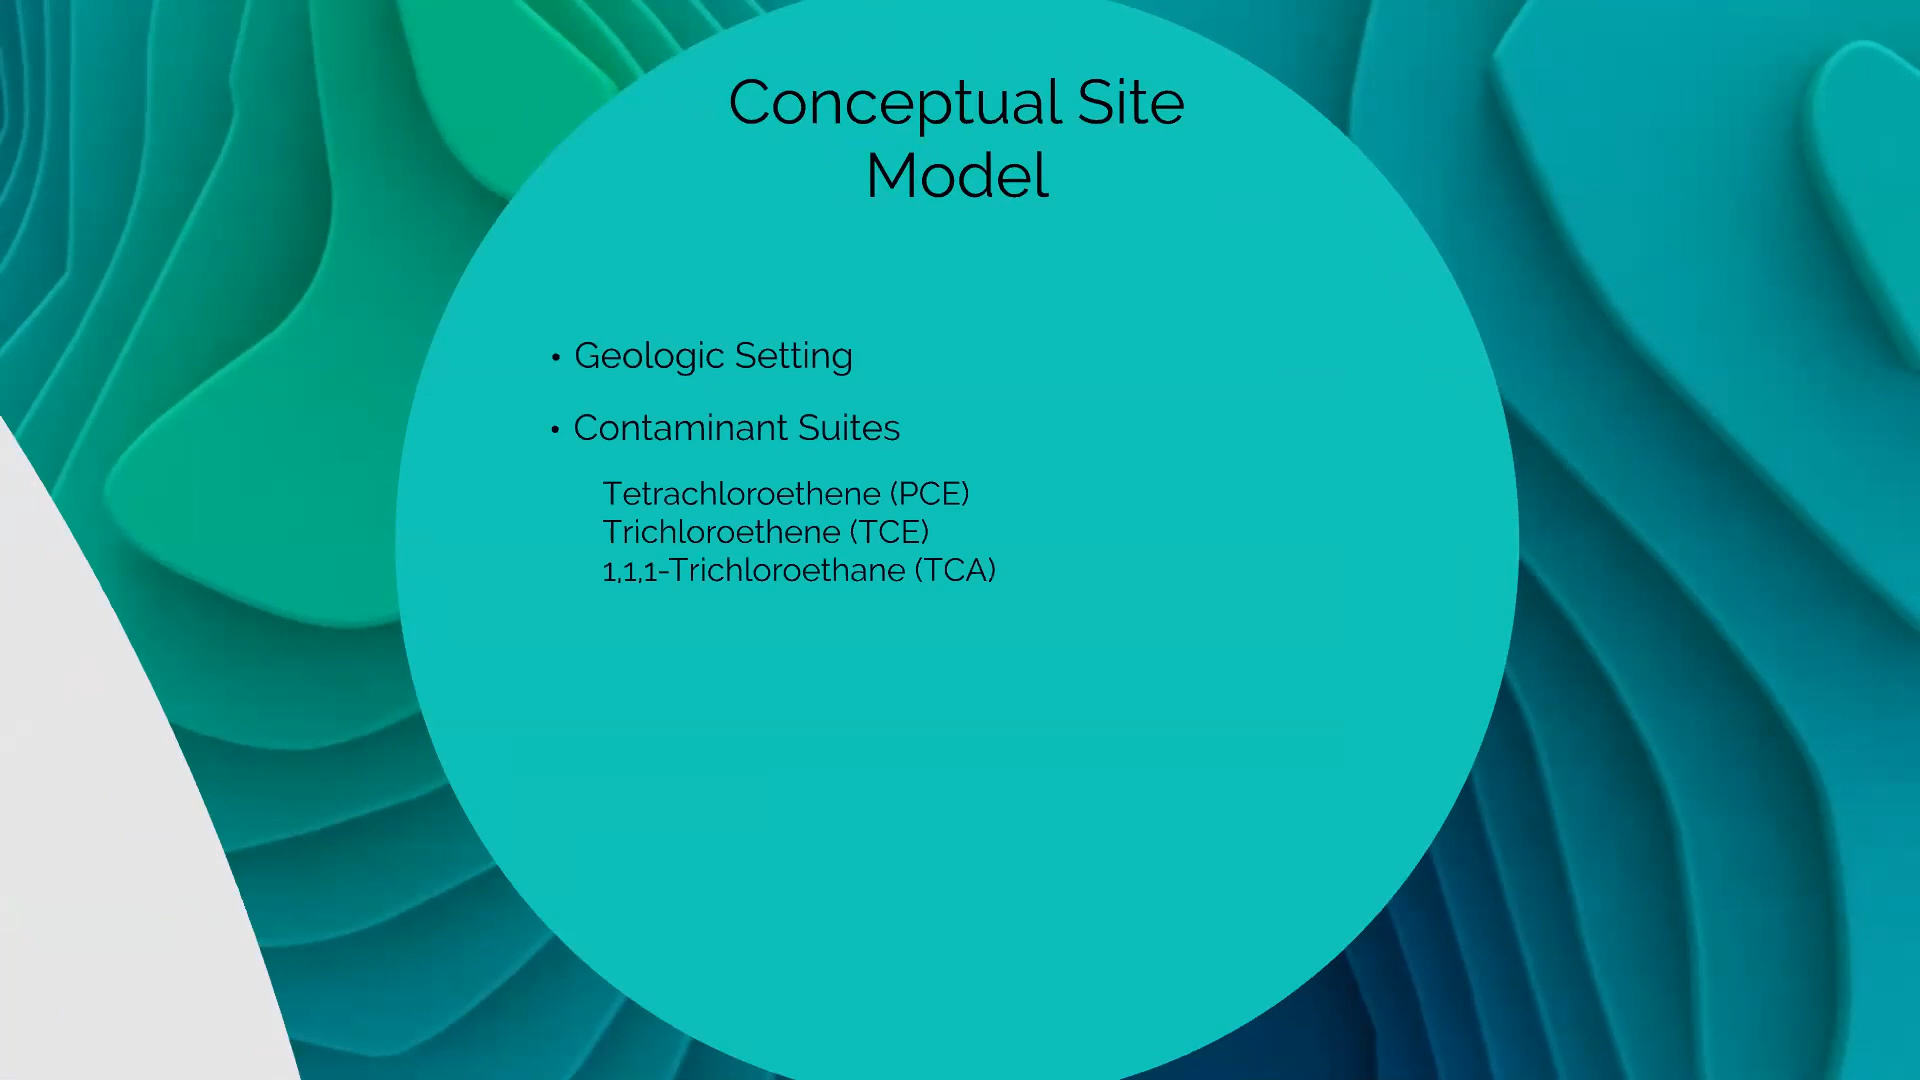 Conceptual Site
Model
• Geologic Setting
• Contaminant Suites
Tetrachloroethene (PCE)
Trichloroethene (TCE)
1,1,1-Trichloroethane (TCA)